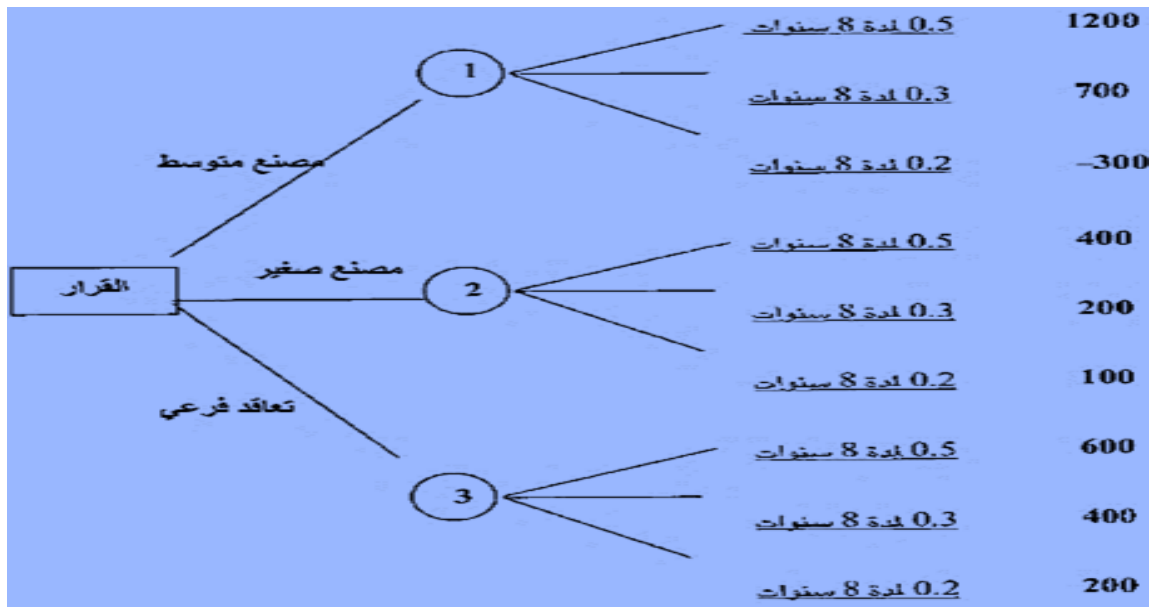 0.5 لمدة 8 سنوات 1200
1
0.3 لمدة 8 سنوات 700
مصنع متوسط
0.2 لمدة 8 سنوات –300
0.5 لمدة 8 سنوات 400
مصنع صغير
القرار
2
0.3 لمدة 8 سنوات 200
0.2 لمدة 8 سنوات 100
تعاقد فرعي
0.5 لمدة 8 سنوات 600
3
0.3 لمدة 8 سنوات 400
0.2 لمدة 8 سنوات 200